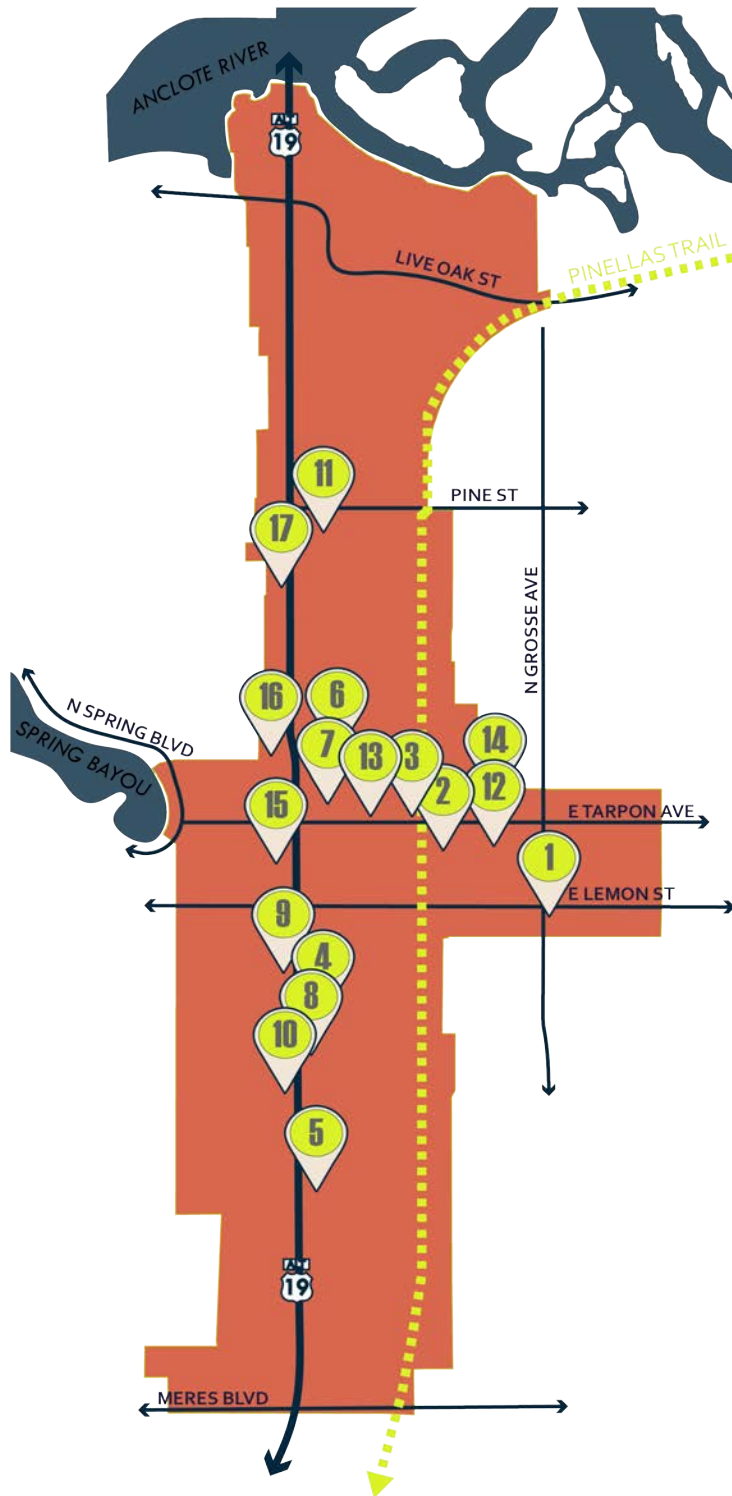 ANCLOTE RIVER
ALT
19
LIVE OAK ST
PINELLAS TRAIL
11
PINE ST
17
N GROSSE AVE
N SPRING BLVD
SPRING BAYOU
16
6
14
7
13
3
2
12
15
E TARPON AVE
1
E LEMON ST
9
4
8
10
5
ALT
19
MERES BLVD